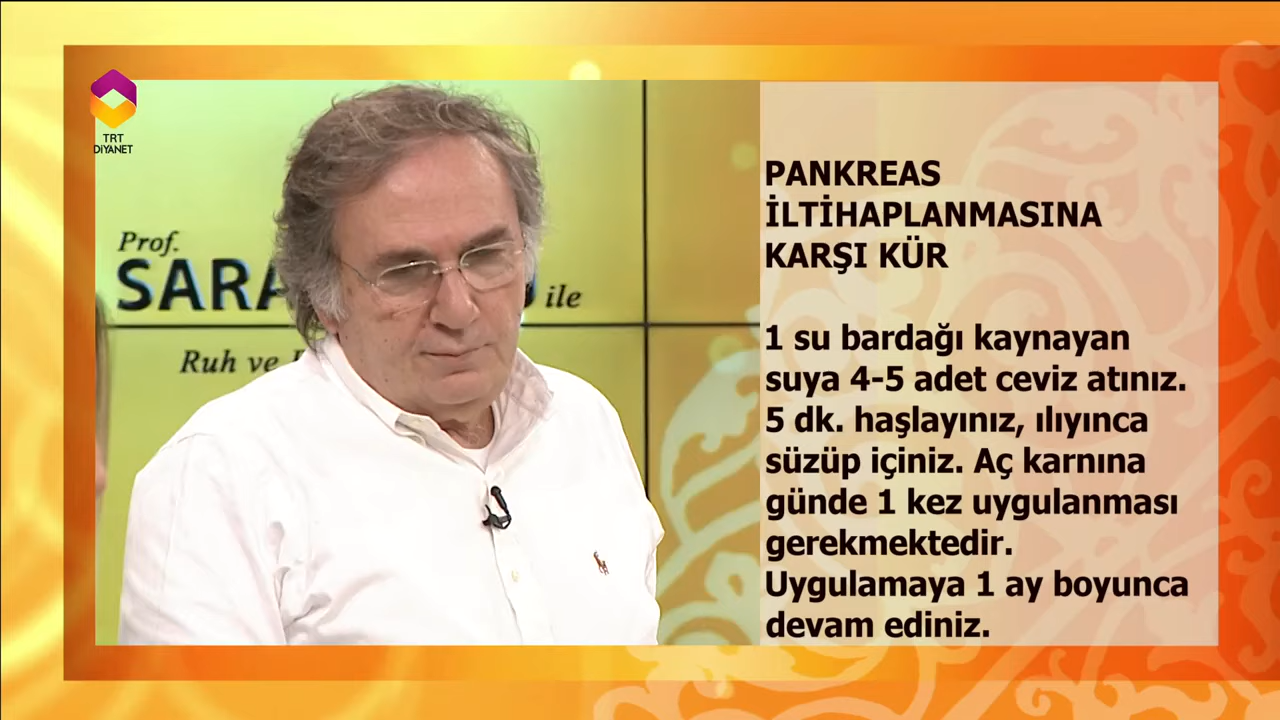 TRT
DİYANET
Prof.
ile
Ruh ve
PANKREAS
İLTİHAPLANMASINA
KARŞI KÜR
1 su bardağı kaynayan
suya 4-5 adet ceviz atınız.
5 dk. haşlayınız, ılıyınca
süzüp içiniz. Aç karnına
günde 1 kez uygulanması
gerekmektedir.
Uygulamaya 1 ay boyunca
devam ediniz.